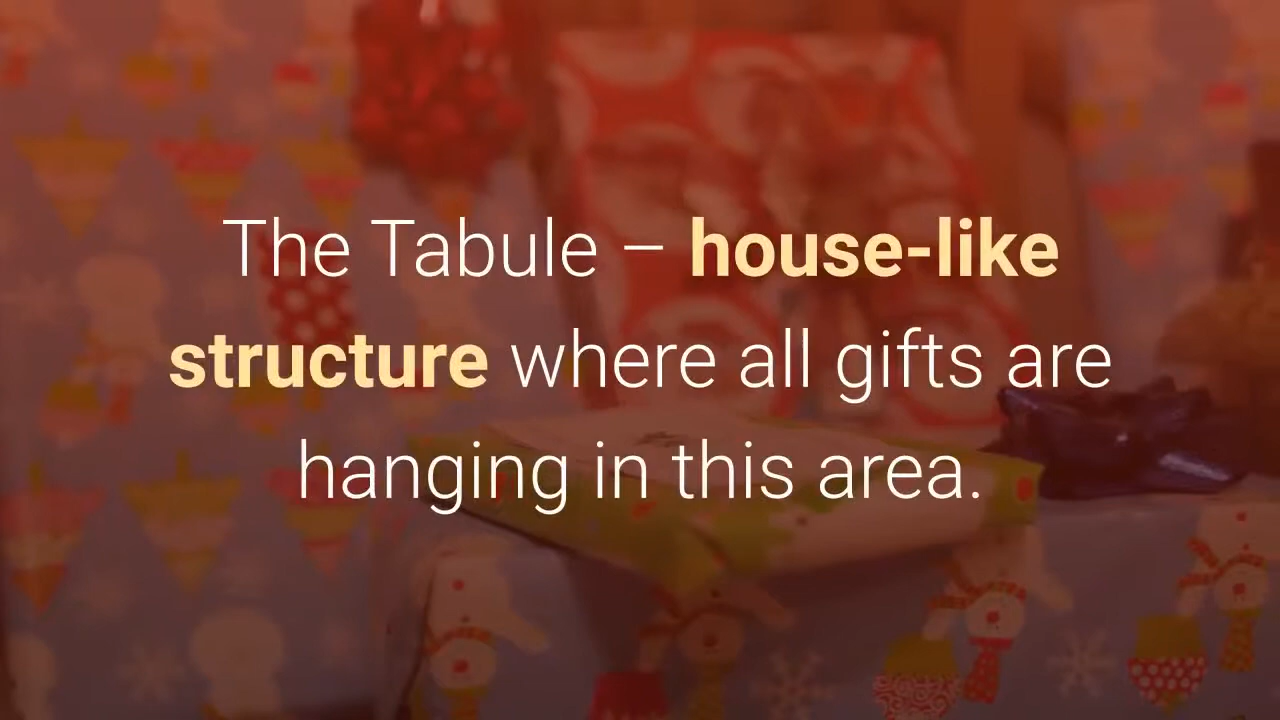 The Tabule – house-like
structure where all gifts are
hanging in this area.